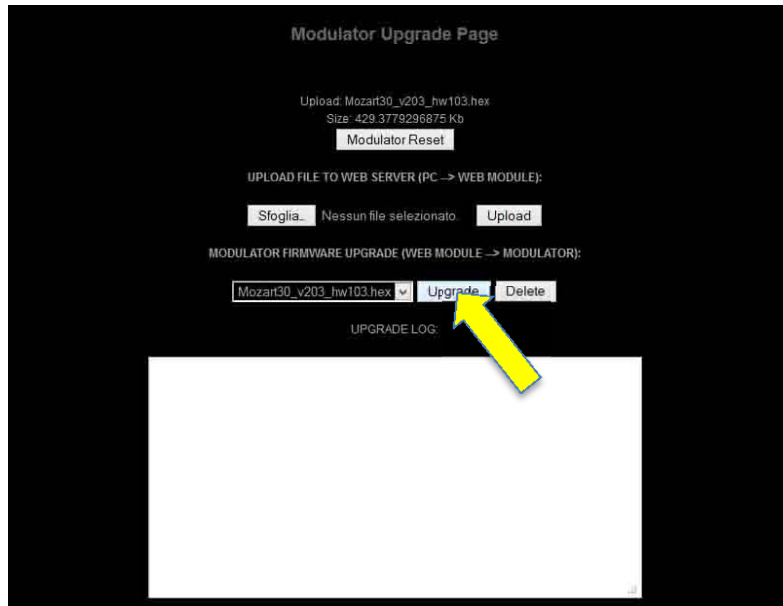 Modulator Upgrade Page
Upload: Mozart30_v203_hw103.hex
Size: 429.3779296875 Kb
Modulator Reset
UPLOAD FILE TO WEB SERVER (PC --> WEB MODULE):
Sfoglia_ Nessun file selezionato. Upload
MODULATOR FIRMWARE UPGRADE (WEB MODULE --> MODULATOR):
Mozart30_v203_hw103.hex Upgrade Delete
UPGRADE LOG: